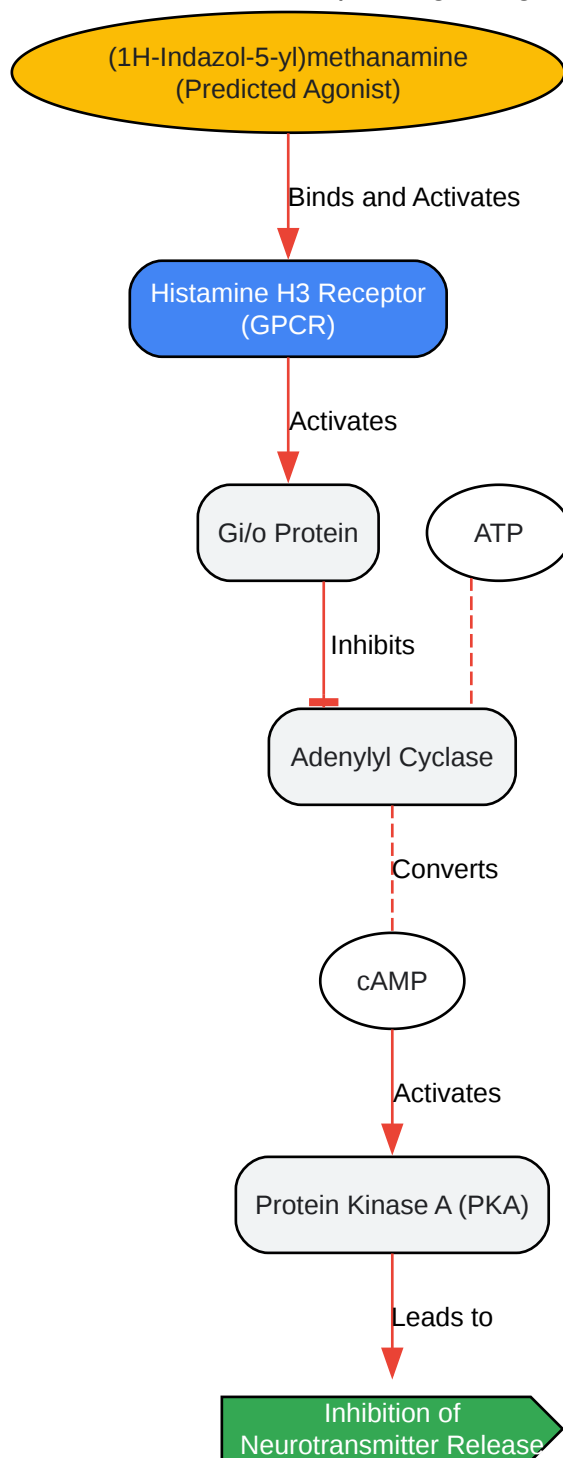 (1H-Indazol-5-yl)methanamine
(Predicted Agonist)
Binds and Activates
Histamine H3 Receptor
(GPCR)
Activates
Gi/o Protein
ATP
Inhibits
Adenylyl Cyclase
Converts
cAMP
Activates
Protein Kinase A (PKA)
Leads to
Inhibition of
Neurotransmitter Release